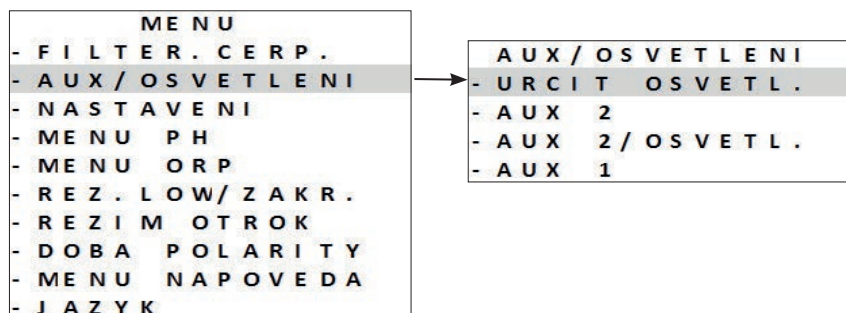 MENU
- FILTER. CERP.
- AUX/OSVETLENI
- NASTAVENI
- MENU PH
- MENU ORP
- REZ. LOW/ZAKR.
- REZIM OTROK
- DOBA POLARITY
- MENU NAPOVEDA
- JAZYK
AUX/OSVETLENI
- URCIT OSVETL.
- AUX 2
- AUX 2/OSVETL.
- AUX 1